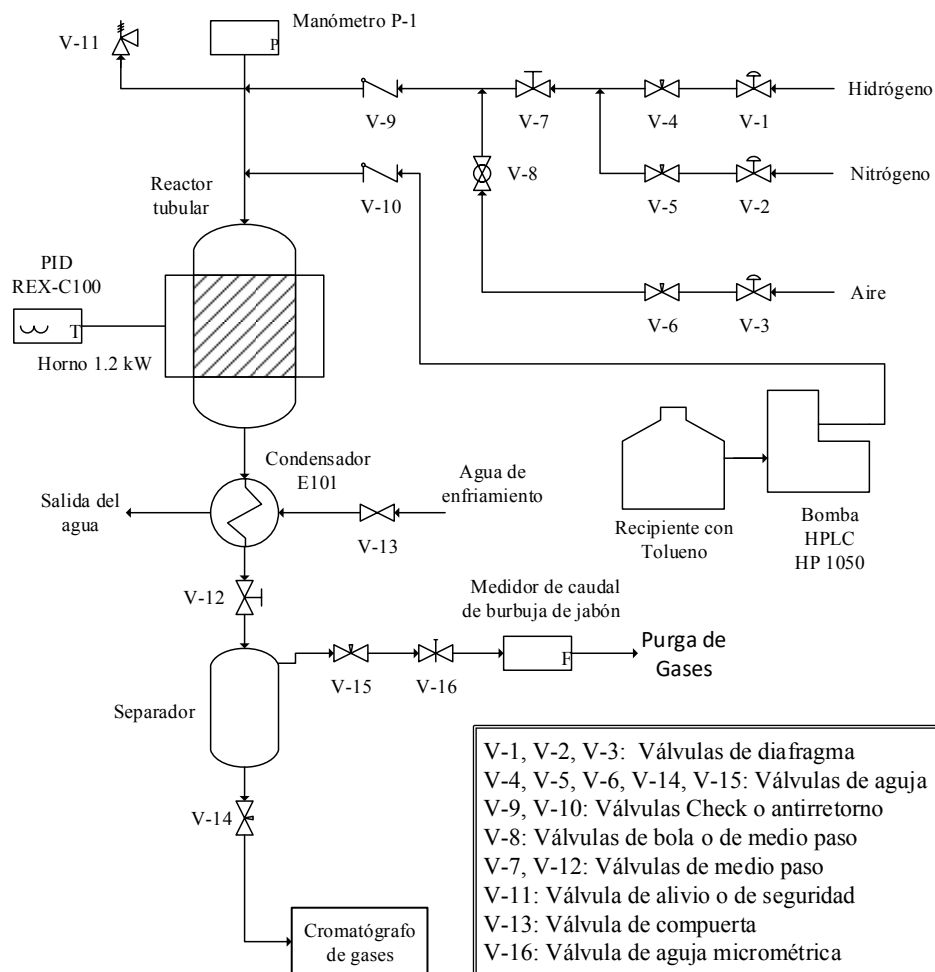 Manómetro P-1
P
V-11
Hidrógeno
V-9
V-7
V-4
V-1
V-8
Nitrógeno
V-10
V-5
V-2
Reactor
tubular
PID
REX-C100
T
Aire
V-6
V-3
Horno 1.2 kW
Condensador
E101
Agua de
enfriamiento
Salida del
agua
V-13
Recipiente con
Tolueno
Bomba
HPLC
HP 1050
V-12
Medidor de caudal
de burbuja de jabón
F
Purga de
Gases
V-15
V-16
Separador
V-14
Cromatógrafo
de gases
V-1, V-2, V-3: Válvulas de diafragma
V-4, V-5, V-6, V-14, V-15: Válvulas de aguja
V-9, V-10: Válvulas Check o antirretorno
V-8: Válvulas de bola o de medio paso
V-7, V-12: Válvulas de medio paso
V-11: Válvula de alivio o de seguridad
V-13: Válvula de compuerta
V-16: Válvula de aguja micrométrica